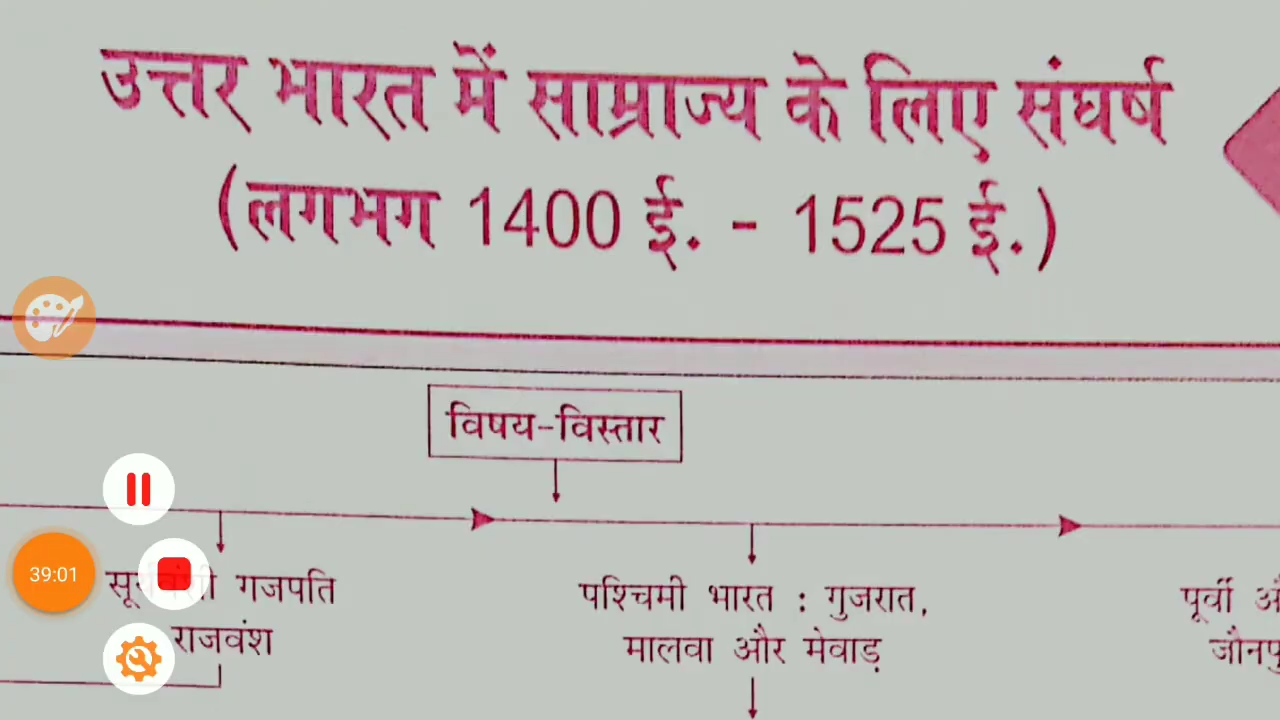 उत्तर भारत में साम्राज्य के लिए संघर्ष
(लगभग 1400 ई. - 1525 ई.)
विषय-विस्तार
गजपति
राजवंश
पश्चिमी भारत : गुजरात,
मालवा और मेवाड़
पूर्वी
39:01